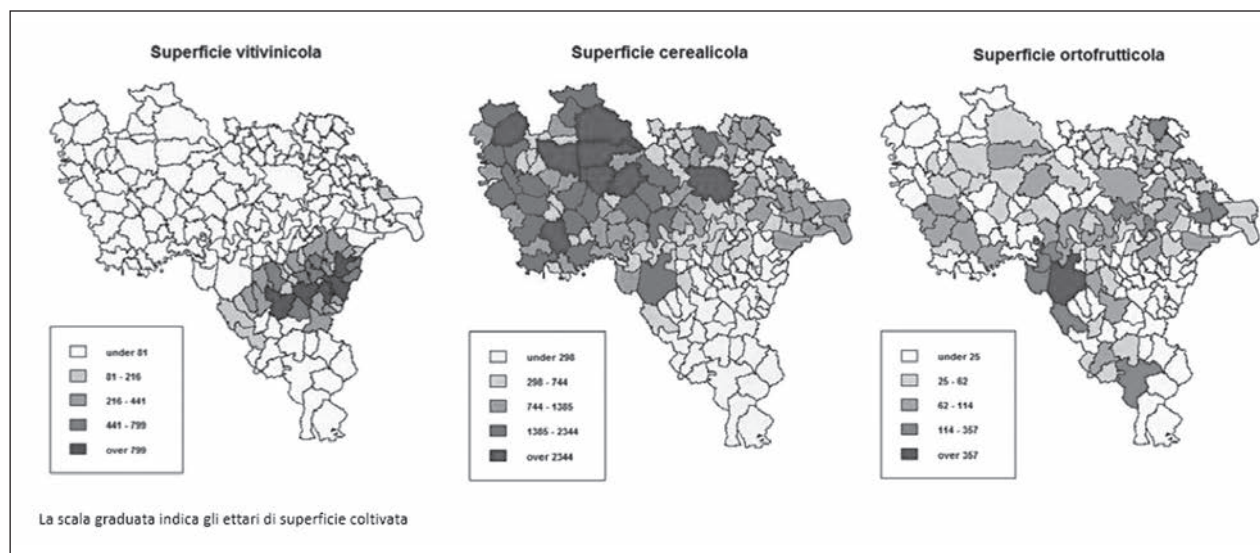 Superficie vitivinicola
Superficie cerealicola
Superficie ortofrutticola
under 81
81 - 216
216 - 441
441 - 799
over 799
under 298
298 - 744
744 - 1385
1385 - 2344
over 2344
under 25
25 - 62
62 - 114
114 - 357
over 357
La scala graduata indica gli ettari di superficie coltivata